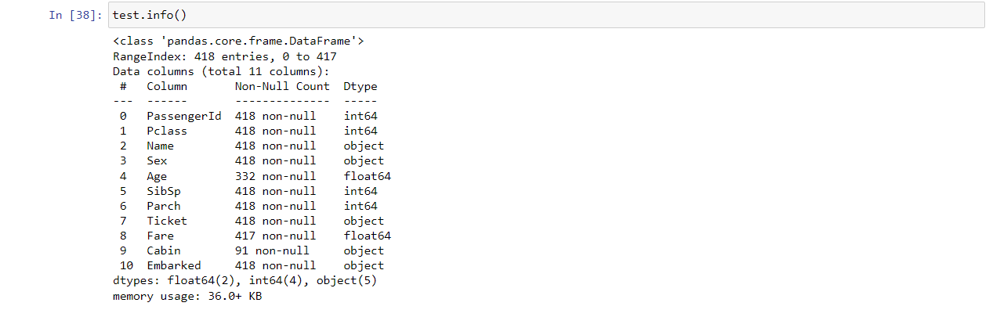 In [38]: test.info()
<class 'pandas.core.frame.DataFrame'>
RangeIndex: 418 entries, 0 to 417
Data columns (total 11 columns):
 #   Column       Non-Null Count  Dtype
---  ------       --------------  -----
 0   PassengerId  418 non-null    int64
 1   Pclass       418 non-null    int64
 2   Name         418 non-null    object
 3   Sex          418 non-null    object
 4   Age          332 non-null    float64
 5   SibSp        418 non-null    int64
 6   Parch        418 non-null    int64
 7   Ticket       418 non-null    object
 8   Fare         417 non-null    float64
 9   Cabin        91 non-null     object
 10  Embarked     418 non-null    object
dtypes: float64(2), int64(4), object(5)
memory usage: 36.0+ KB